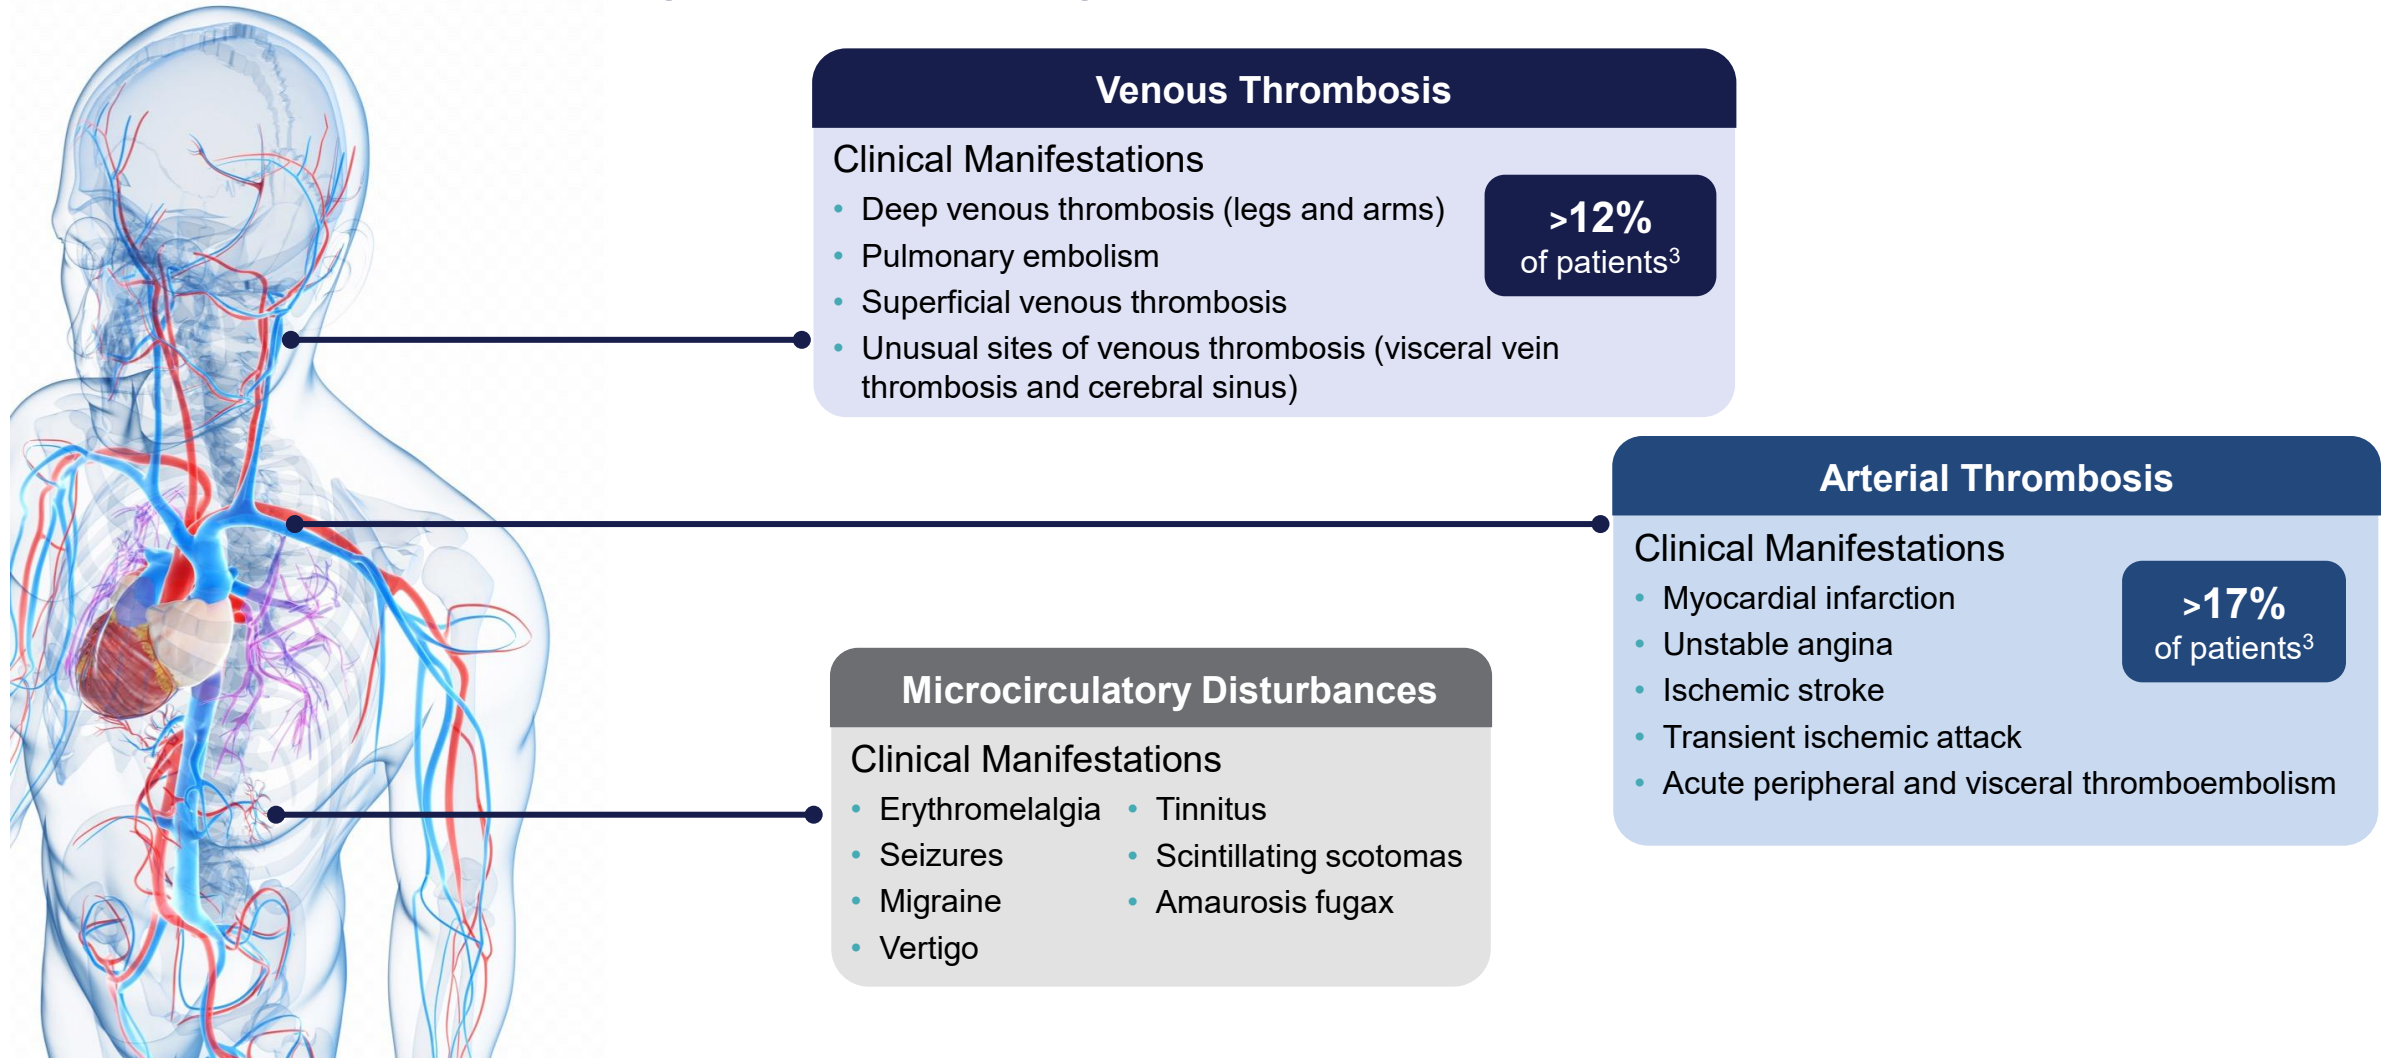 Venous Thrombosis
Clinical Manifestations
• Deep venous thrombosis (legs and arms)
• Pulmonary embolism
• Superficial venous thrombosis
• Unusual sites of venous thrombosis (visceral vein
thrombosis and cerebral sinus)
>12%
of patients³
Arterial Thrombosis
Clinical Manifestations
• Myocardial infarction
• Unstable angina
• Ischemic stroke
• Transient ischemic attack
• Acute peripheral and visceral thromboembolism
>17%
of patients³
Microcirculatory Disturbances
Clinical Manifestations
• Erythromelalgia
• Seizures
• Migraine
• Vertigo
• Tinnitus
• Scintillating scotomas
• Amaurosis fugax